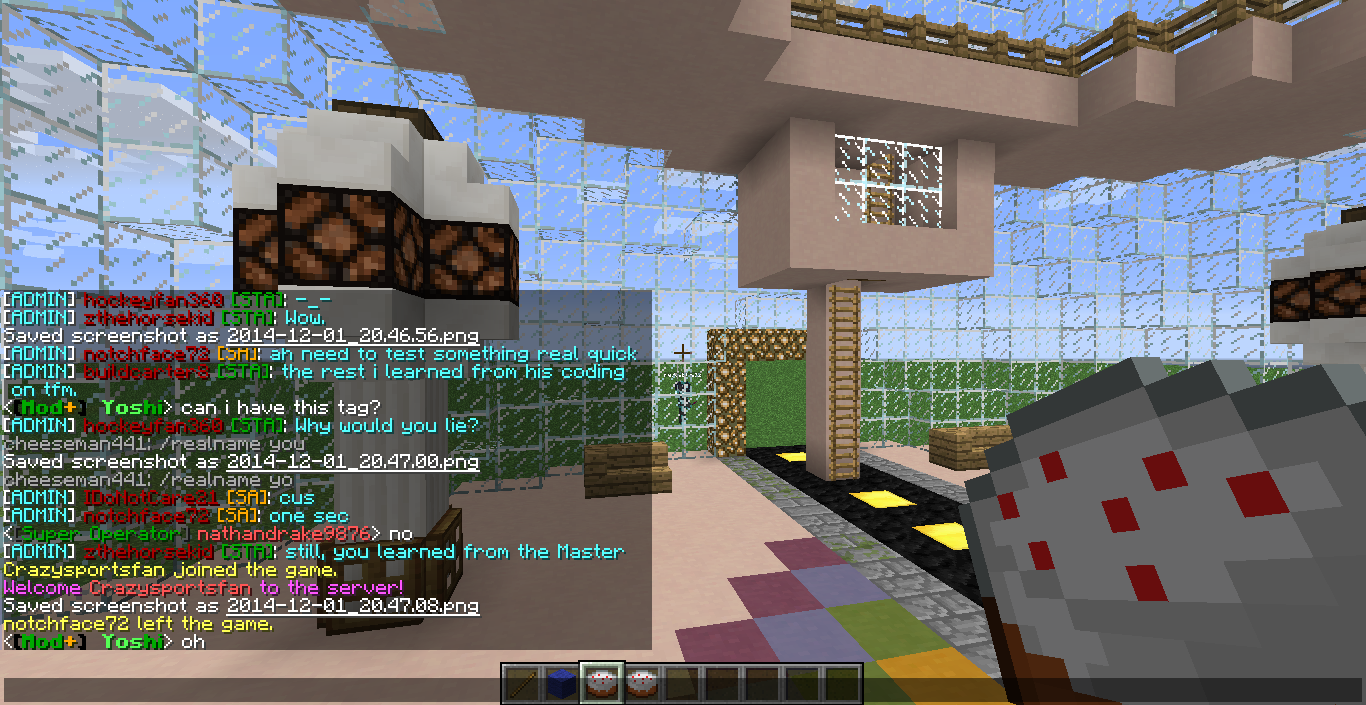 [ADMIN] hockeyfan360 [STA]: -_-
[ADMIN] zthehorsekid [STA]: Wow.
Saved screenshot as 2014-12-01_20.46.56.png
[ADMIN] notchface72 [SA]: ah need to test something real quick
[ADMIN] buildcarter8 [STA]: the rest i learned from his coding
on tfm.
<[Mod+] Yoshi> can i have this tag?
[ADMIN] hockeyfan360 [STA]: Why would you lie?
cheeseman441: /realname you
Saved screenshot as 2014-12-01_20.47.00.png
cheeseman441: /realname yo
[ADMIN] IDoNotCare21 [SA]: cus
[ADMIN] notchface72 [SA]: one sec
<[Super Operator] nathandrake9876> no
[ADMIN] zthehorsekid [STA]: still, you learned from the Master
Crazysportsfan joined the game.
Welcome Crazysportsfan to the server!
Saved screenshot as 2014-12-01_20.47.08.png
notchface72 left the game.
<[Mod+] Yoshi> oh